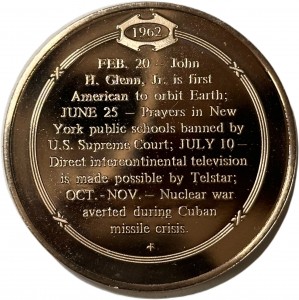 1962
FEB. 20 – John
H. Glenn, Jr. is first
American to orbit Earth;
JUNE 25 – Prayers in New
York public schools banned by
U.S. Supreme Court; JULY 10 –
Direct intercontinental television
is made possible by Telstar;
OCT.-NOV. – Nuclear war
averted during Cuban
missile crisis.